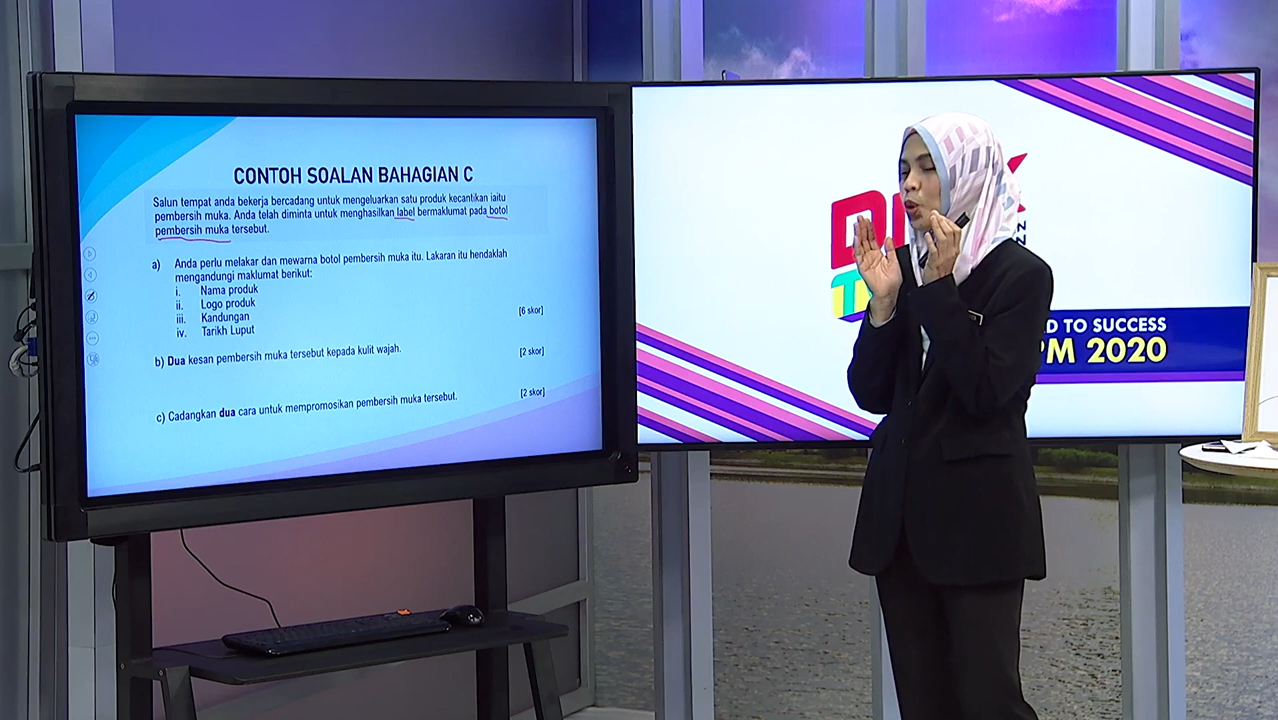 CONTOH SOALAN BAHAGIAN C
Salun tempat anda bekerja bercadang untuk mengeluarkan satu produk kecantikan iaitu
pembersih muka. Anda telah diminta untuk menghasilkan label bermaklumat pada botol
pembersih muka tersebut.
a) Anda perlu melakar dan mewarna botol pembersih muka itu. Lakaran itu hendaklah
mengandungi maklumat berikut:
i. Nama produk
ii. Logo produk
iii. Kandungan
iv. Tarikh Luput
[6 skor]
b) Dua kesan pembersih muka tersebut kepada kulit wajah.
[2 skor]
c) Cadangkan dua cara untuk mempromosikan pembersih muka tersebut.
[2 skor]
D
T
TO SUCCESS
2020